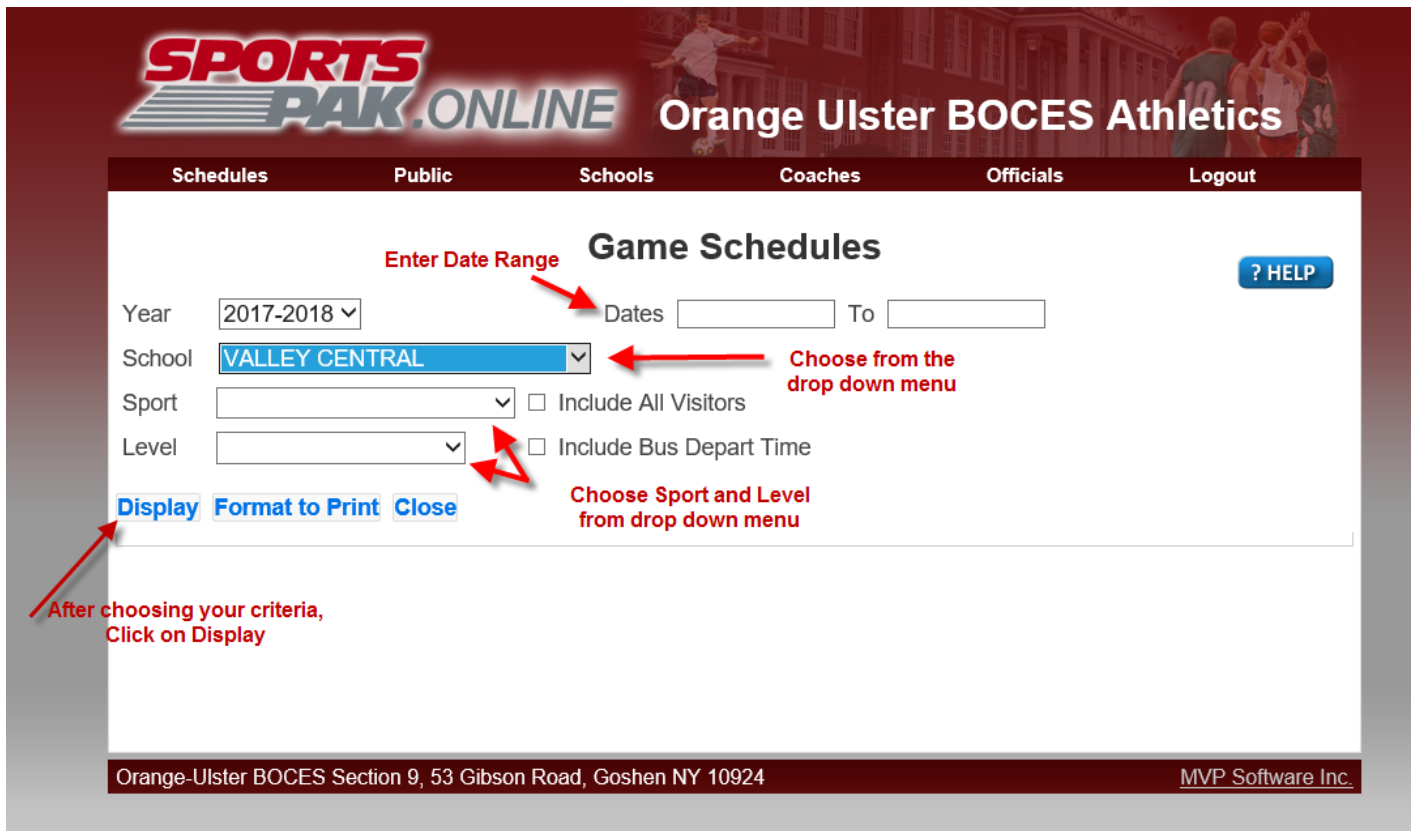 SPORTS
PAK.ONLINE
Orange Ulster BOCES Athletics
Schedules Public Schools Coaches Officials Logout
Game Schedules
Enter Date Range
? HELP
Year 2017-2018 Dates To
School VALLEY CENTRAL
Choose from the
drop down menu
Sport Include All Visitors
Level Include Bus Depart Time
Choose Sport and Level
from drop down menu
Display Format to Print Close
After choosing your criteria,
Click on Display
Orange-Ulster BOCES Section 9, 53 Gibson Road, Goshen NY 10924 MVP Software Inc.